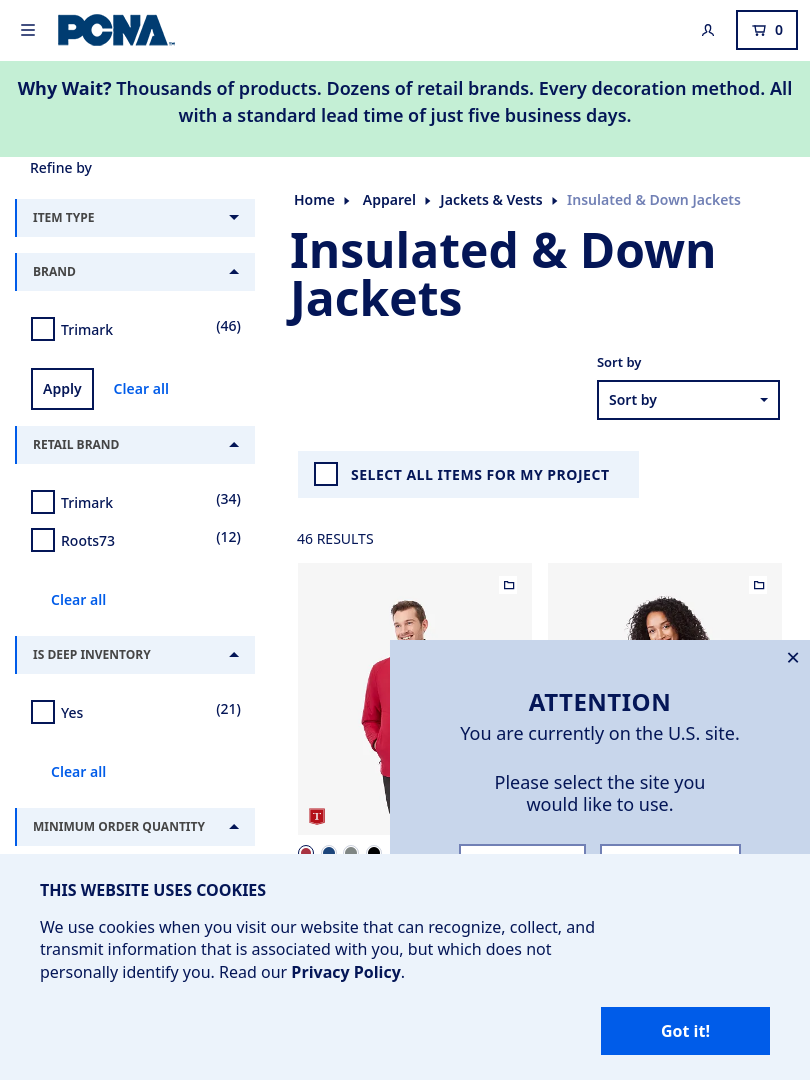 PCNA
0
Why Wait? Thousands of products. Dozens of retail brands. Every decoration method. All
with a standard lead time of just five business days.
Refine by
ITEM TYPE
BRAND
Trimark
(46)
Apply
Clear all
RETAIL BRAND
Trimark
(34)
Roots73
(12)
Clear all
IS DEEP INVENTORY
Yes
(21)
Clear all
MINIMUM ORDER QUANTITY
Home
Apparel
Jackets & Vests
Insulated & Down Jackets
Insulated & Down
Jackets
Sort by
Sort by
SELECT ALL ITEMS FOR MY PROJECT
46 RESULTS
T
ATTENTION
You are currently on the U.S. site.
Please select the site you
would like to use.
THIS WEBSITE USES COOKIES
We use cookies when you visit our website that can recognize, collect, and
transmit information that is associated with you, but which does not
personally identify you. Read our Privacy Policy.
Got it!